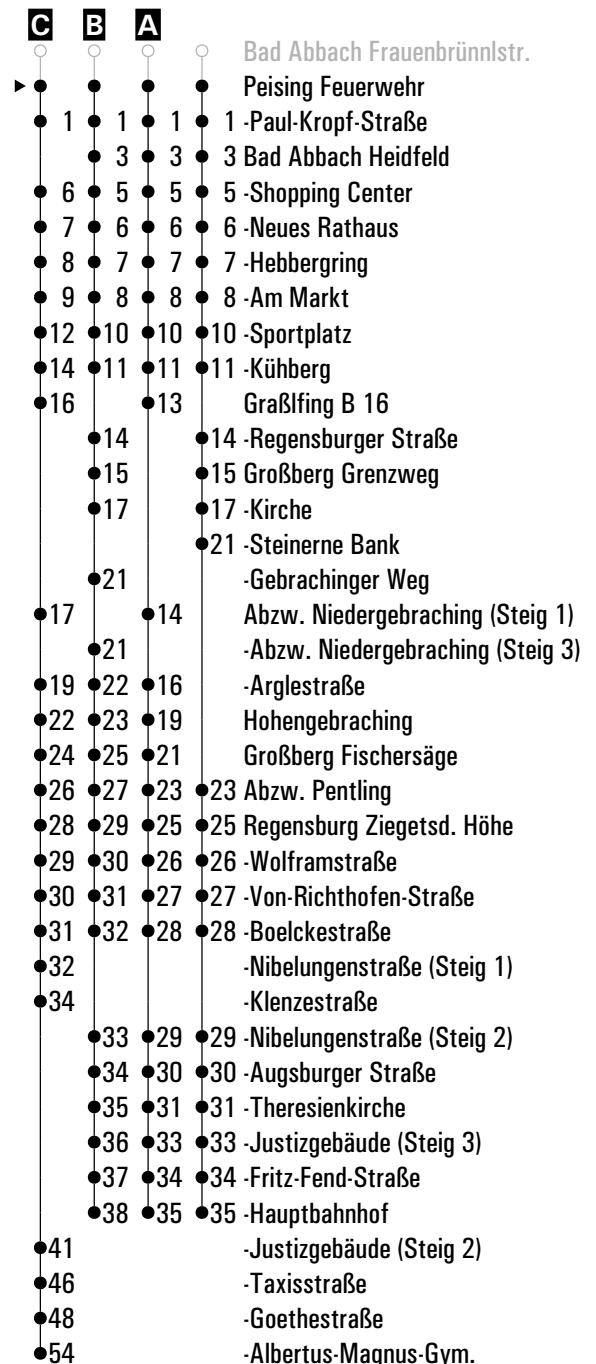 C B A
Bad Abbach Frauenbrünnlstr.
Peising Feuerwehr
1 1 1 1 -Paul-Kropf-Straße
3 3 3 Bad Abbach Heidfeld
6 5 5 5 -Shopping Center
7 6 6 6 -Neues Rathaus
8 7 7 7 -Hebbergring
9 8 8 8 -Am Markt
12 10 10 10 -Sportplatz
14 11 11 11 -Kühberg
16 13 Graßlfing B 16
14 14 -Regensburger Straße
15 15 Großberg Grenzweg
17 17 -Kirche
21 -Steinerne Bank
21 -Gebrachinger Weg
17 14 Abzw. Niedergebraching (Steig 1)
21 -Abzw. Niedergebraching (Steig 3)
19 22 16 -Arglestraße
22 23 19 Hohengebraching
24 25 21 Großberg Fischersäge
26 27 23 23 Abzw. Pentling
28 29 25 25 Regensburg Ziegetsd. Höhe
29 30 26 26 -Wolframstraße
30 31 27 27 -Von-Richthofen-Straße
31 32 28 28 -Boelckestraße
32 -Nibelungenstraße (Steig 1)
34 -Klenzestraße
33 29 29 -Nibelungenstraße (Steig 2)
34 30 30 -Augsburger Straße
35 31 31 -Theresienkirche
36 33 33 -Justizgebäude (Steig 3)
37 34 34 -Fritz-Fend-Straße
38 35 35 -Hauptbahnhof
41 -Justizgebäude (Steig 2)
46 -Taxisstraße
48 -Goethestraße
54 -Albertus-Magnus-Gym.